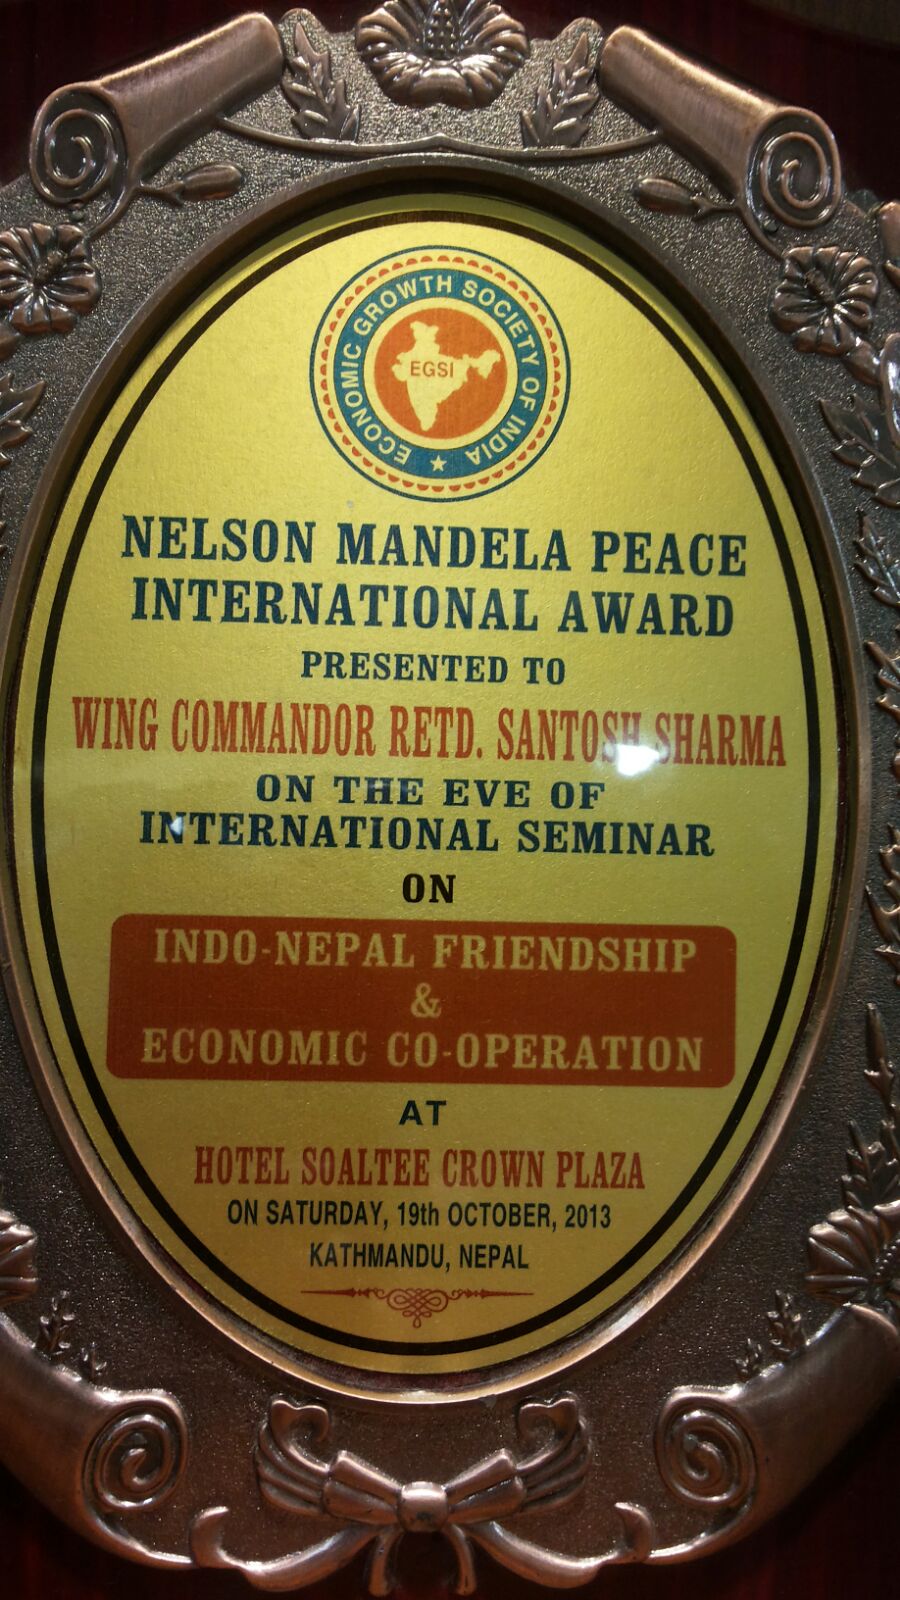 ECONOMIC GROWTH SOCIETY OF INDIA
EGSI
NELSON MANDELA PEACE
INTERNATIONAL AWARD
PRESENTED TO
WING COMMANDOR RETD. SANTOSH SHARMA
ON THE EVE OF
INTERNATIONAL SEMINAR
ON
INDO-NEPAL FRIENDSHIP
&
ECONOMIC CO-OPERATION
AT
HOTEL SOALTEE CROWN PLAZA
ON SATURDAY, 19th OCTOBER, 2013
KATHMANDU, NEPAL